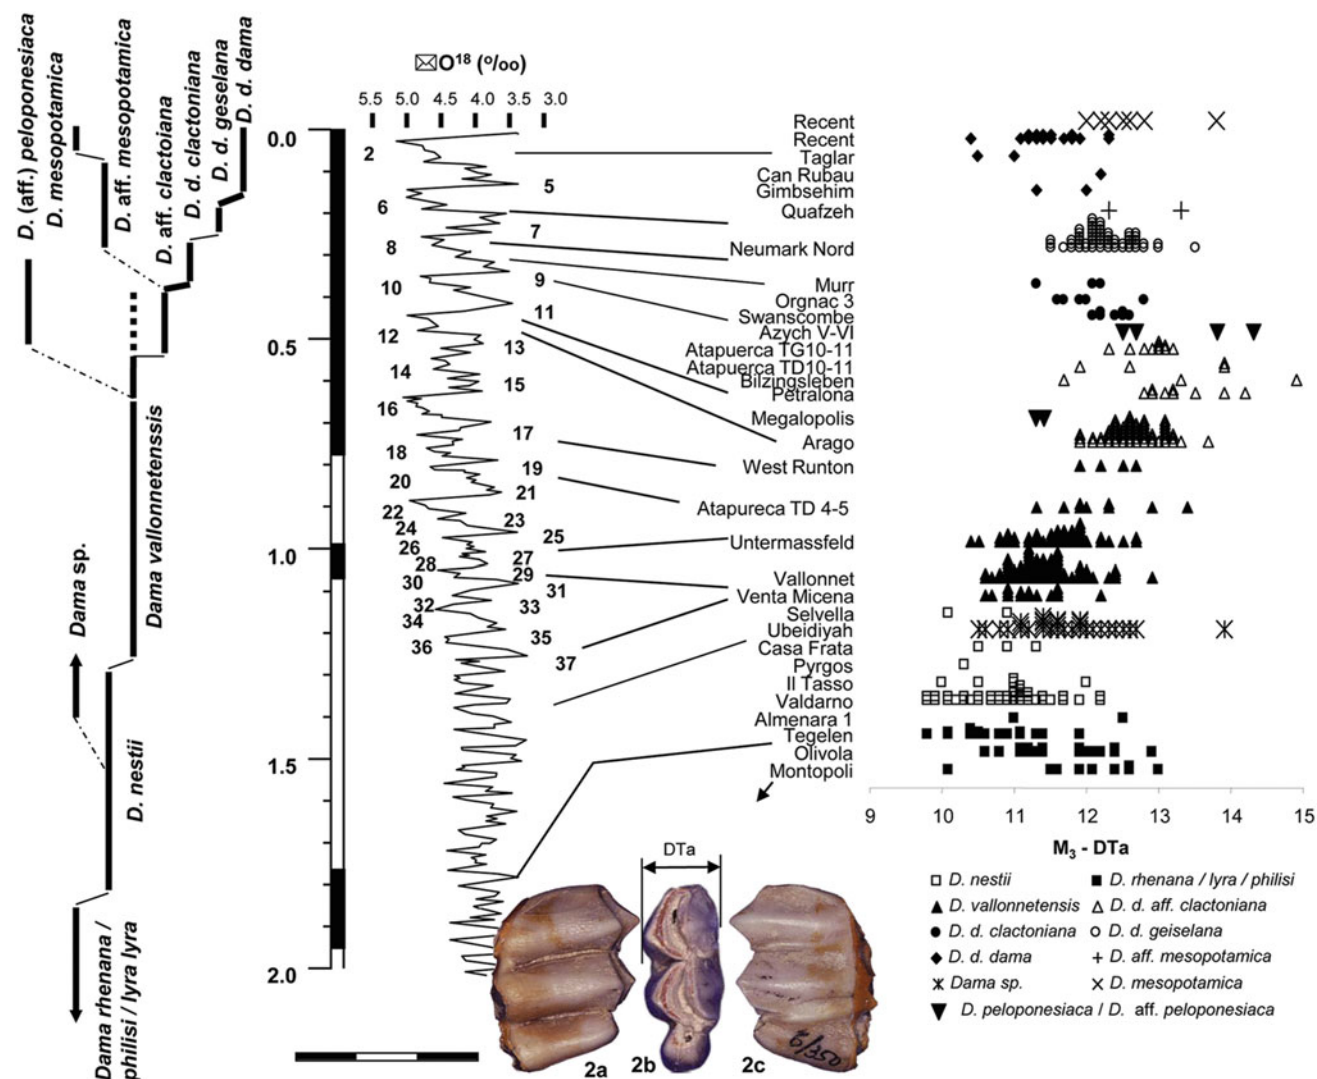 D. (aff.) peloponesiaca
D. mesopotamica
D. aff. mesopotamica
D. aff. clactoiana
D. d. clactoniana
D. d. geselana
D. d. dama
Dama sp.
Dama vallonnetenssis
D. nestii
Dama rhenana /
philisi / lyra lyra
O18 (o/oo)
5.5 5.0 4.5 4.0 3.5 3.0
0.0
0.5
1.0
1.5
2.0
2
5
6
7
8
9
10
11
12
13
14
15
16
17
18
19
20
21
22
23
24
25
26
27
28
29
30
31
32
33
34
35
36
37
Recent
Recent
Taglar
Can Rubau
Gimbsehim
Quafzeh
Neumark Nord
Murr
Orgnac 3
Swanscombe
Azych V-VI
Atapuerca TG10-11
Atapuerca TD10-11
Bilzingsleben
Petralona
Megalopolis
Arago
West Runton
Atapureca TD 4-5
Untermassfeld
Vallonnet
Venta Micena
Selvella
Ubeidiyah
Casa Frata
Pyrgos
Il Tasso
Valdarno
Almenara 1
Tegelen
Olivola
Montopoli
9 10 11 12 13 14 15
M3 - DTa
D. nestii
D. rhenana / lyra / philisi
D. vallonnetensis
D. d. aff. clactoniana
D. d. clactoniana
D. d. geiselana
D. d. dama
D. aff. mesopotamica
Dama sp.
D. mesopotamica
D. peloponesiaca / D. aff. peloponesiaca
DTa
2a
2b
2c